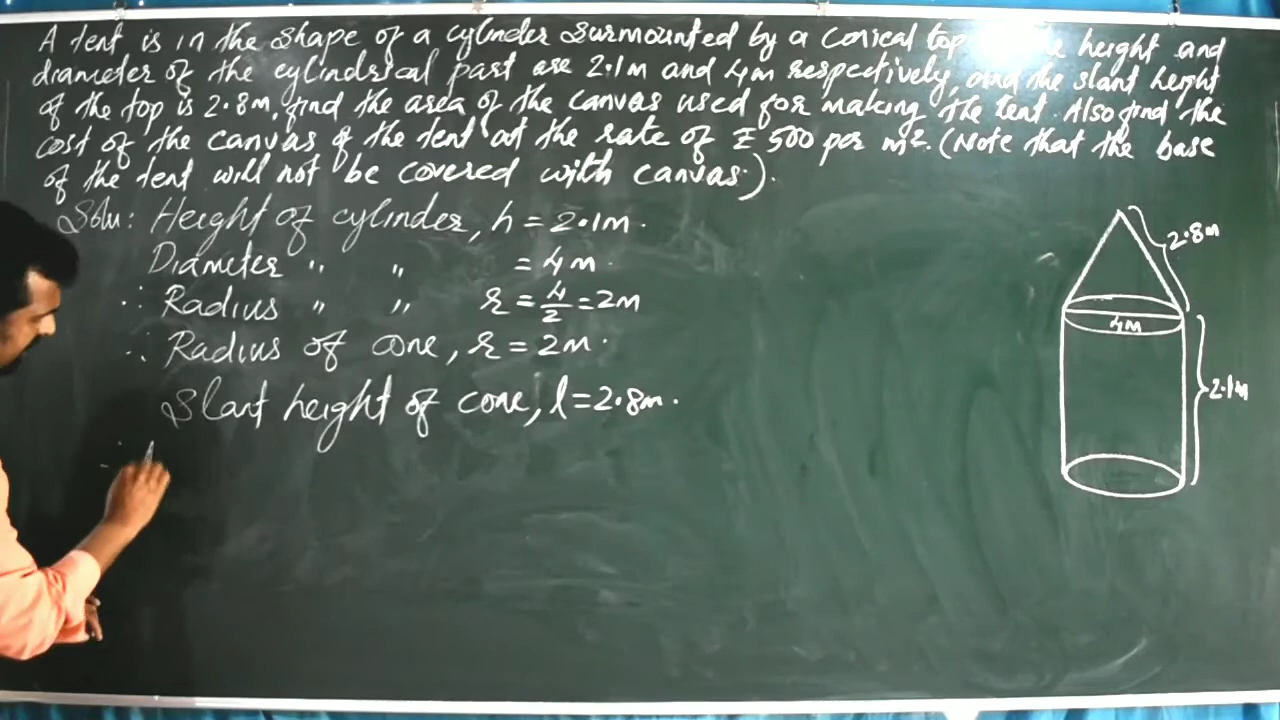 A tent is in the shape of a cylinder surmounted by a conical top height and
diameter of the cylindrical part are 2.1m and 4m respectively, and the slant height
of the top is 2.8m, find the area of the canvas used for making the tent. Also find the
cost of the canvas of the tent at the rate of ₹ 500 per m². (Note that the base
of the tent will not be covered with canvas.).
Solu: Height of cylinder, h = 2.1m.
Diameter " " = 4m.
∴ Radius " " r = 4/2 = 2m
∴ Radius of cone, r = 2m.
Slant height of cone, l = 2.8m.
2.8m
4m
2.1m